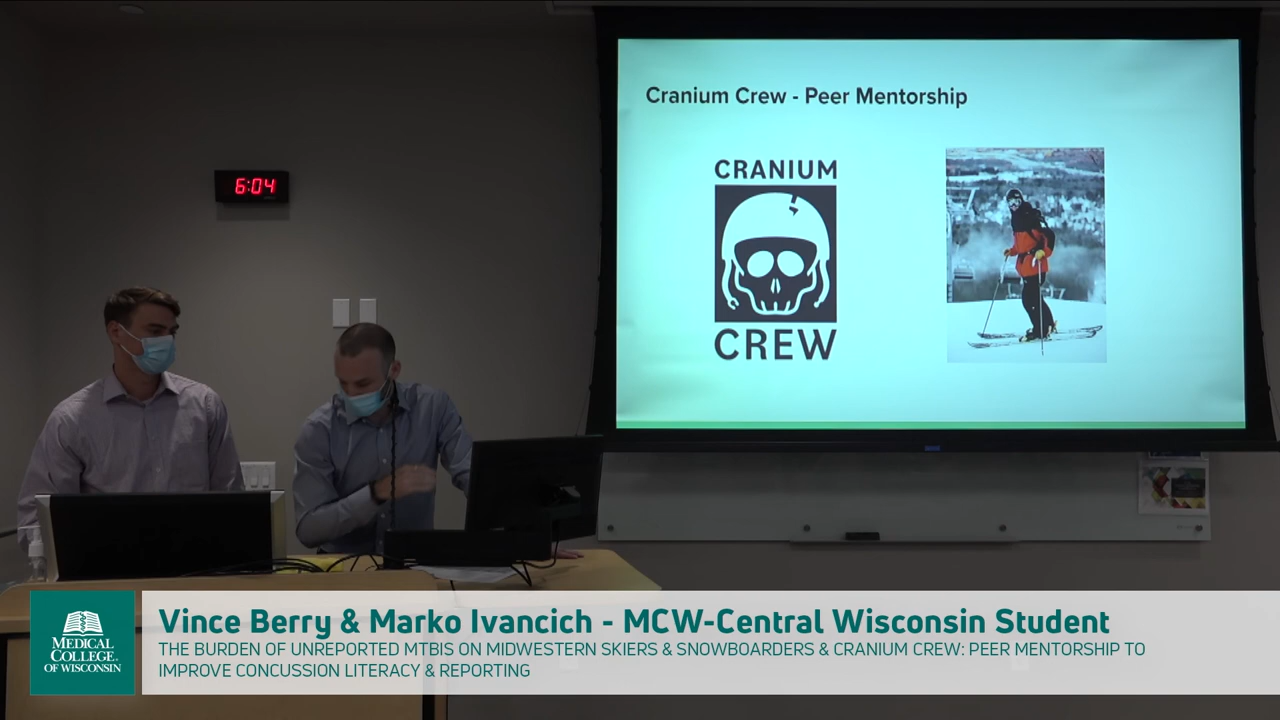 Cranium Crew - Peer Mentorship
CRANIUM
CREW
6:04
Vince Berry & Marko Ivancich - MCW-Central Wisconsin Student
THE BURDEN OF UNREPORTED MTBIS ON MIDWESTERN SKIERS & SNOWBOARDERS & CRANIUM CREW: PEER MENTORSHIP TO
IMPROVE CONCUSSION LITERACY & REPORTING
MEDICAL
COLLEGE
OF WISCONSIN